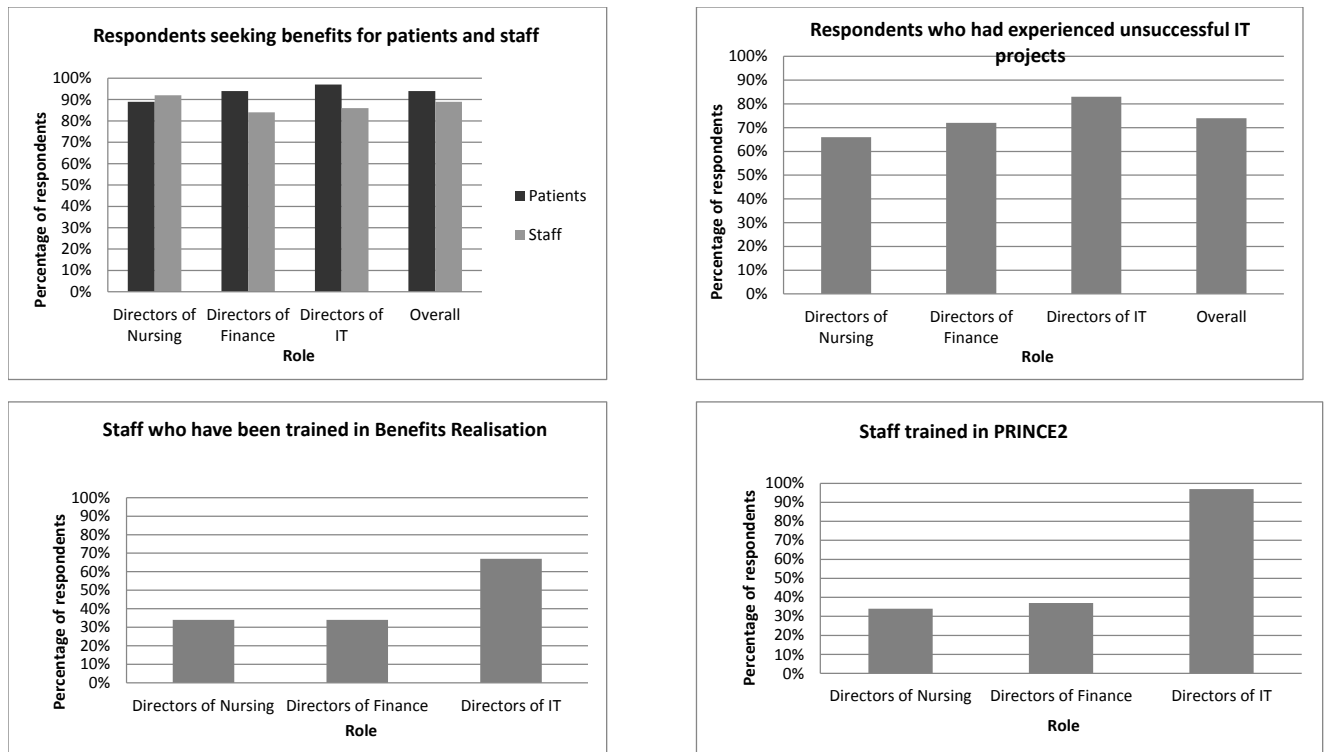 Respondents seeking benefits for patients and staff
Percentage of respondents
100%
90%
80%
70%
60%
50%
40%
30%
20%
10%
0%
Directors of
Nursing
Directors of
Finance
Directors of
IT
Overall
Role
Patients
Staff
Respondents who had experienced unsuccessful IT
projects
Percentage of respondents
100%
90%
80%
70%
60%
50%
40%
30%
20%
10%
0%
Directors of
Nursing
Directors of
Finance
Directors of IT
Overall
Role
Staff who have been trained in Benefits Realisation
Percentage of respondents
100%
90%
80%
70%
60%
50%
40%
30%
20%
10%
0%
Directors of Nursing
Directors of Finance
Directors of IT
Role
Staff trained in PRINCE2
Percentage of respondents
100%
90%
80%
70%
60%
50%
40%
30%
20%
10%
0%
Directors of Nursing
Directors of Finance
Directors of IT
Role